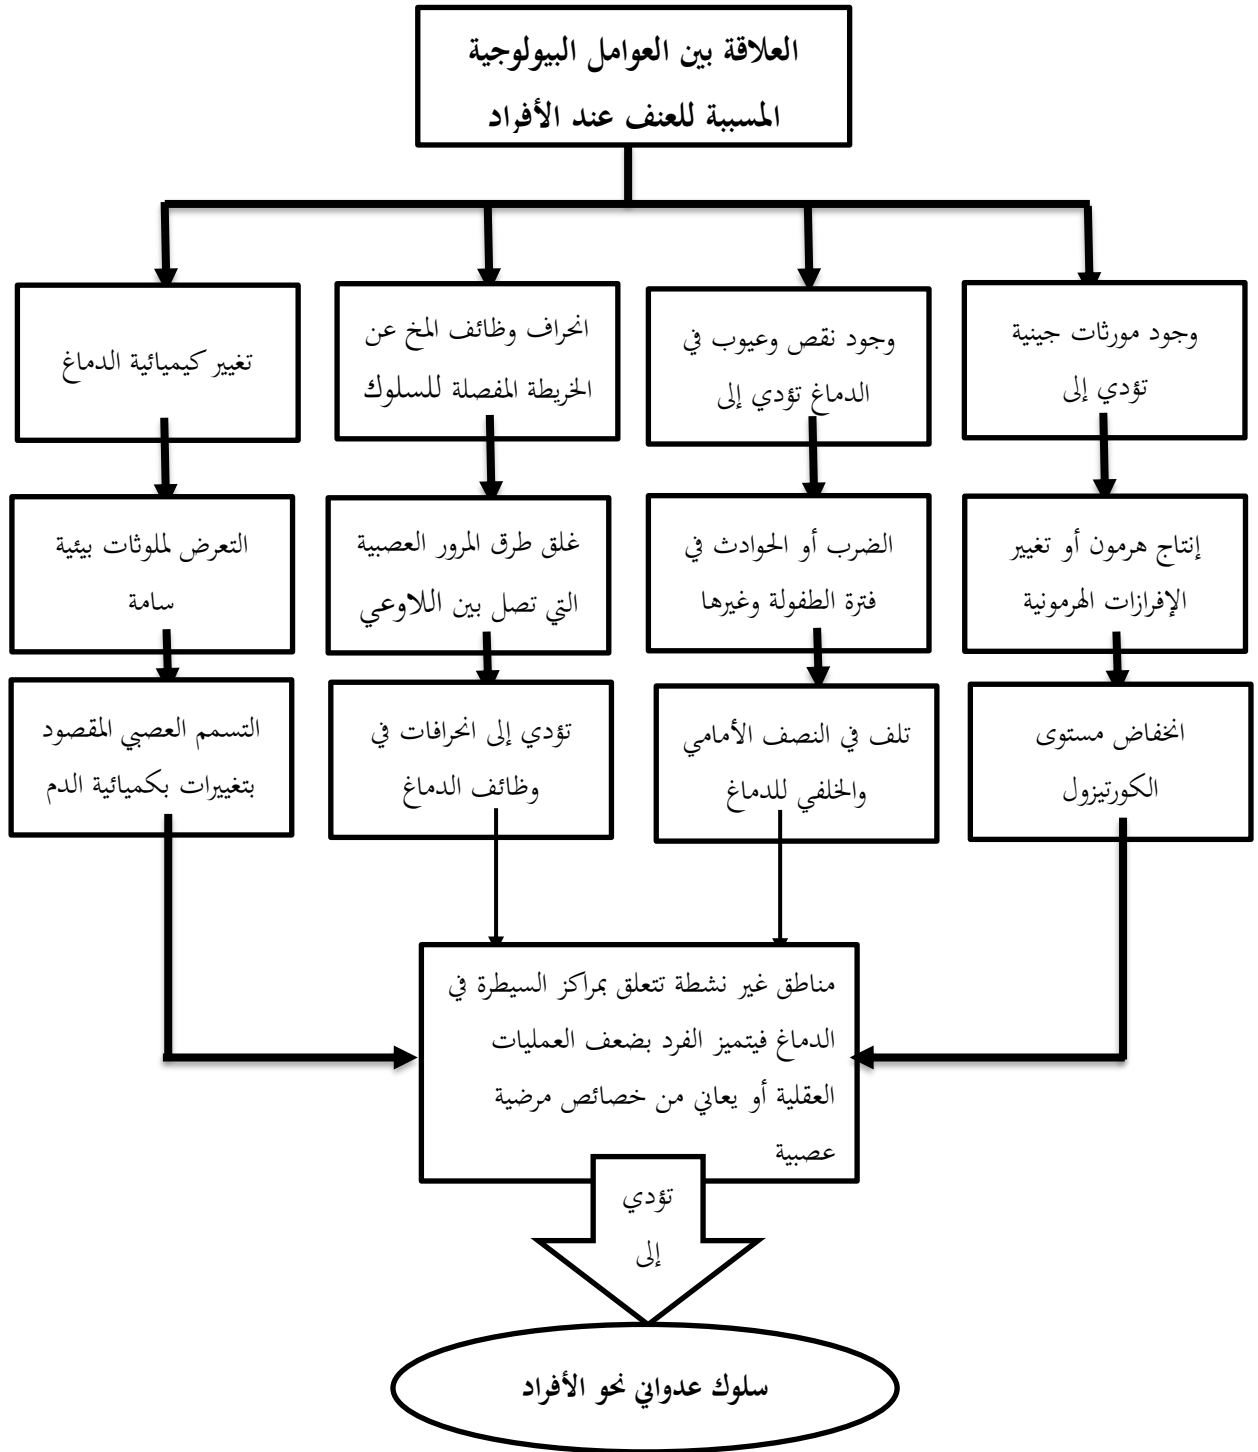 العلاقة بين العوامل البيولوجية
المسببة للعنف عند الأفراد
وجود مورثات جينية
تؤدي إلى
وجود نقص وعيوب في
الدماغ تؤدي إلى
انحراف وظائف المخ عن
الخريطة المفصلة للسلوك
تغيير كيميائية الدماغ
إنتاج هرمون أو تغيير
الإفرازات الهرمونية
الضرب أو الحوادث في
فترة الطفولة وغيرها
غلق طرق المرور العصبية
التي تصل بين اللاوعي
التعرض لملوثات بيئية
سامة
انخفاض مستوى
الكورتيزول
تلف في النصف الأمامي
والخلفي للدماغ
تؤدي إلى انحرافات في
وظائف الدماغ
التسمم العصبي المقصود
بتغييرات بكميائية الدم
مناطق غير نشطة تتعلق بمراكز السيطرة في
الدماغ فيتميز الفرد بضعف العمليات
العقلية أو يعاني من خصائص مرضية
عصبية
تؤدي
إلى
سلوك عدواني نحو الأفراد